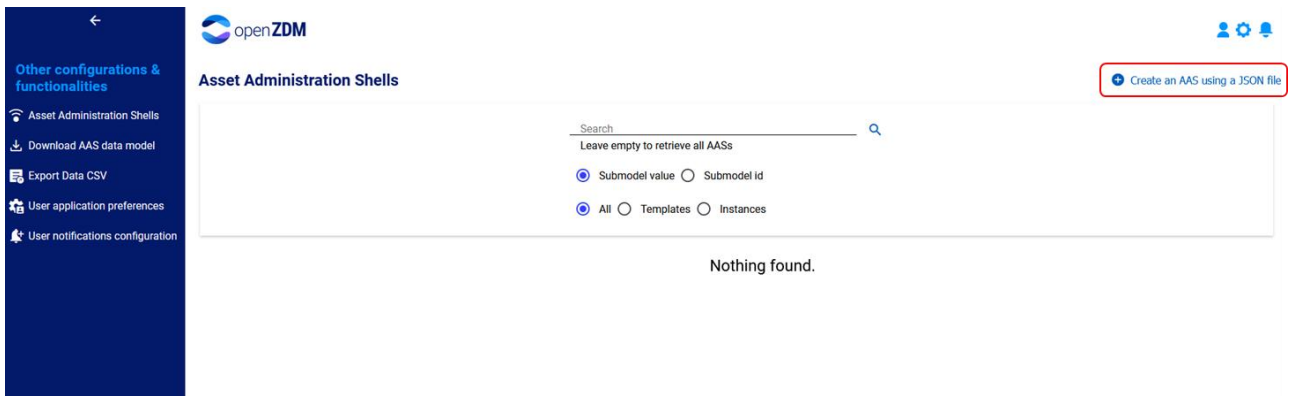 openZDM
Other configurations &
functionalities
Asset Administration Shells
Download AAS data model
Export Data CSV
User application preferences
User notifications configuration
Asset Administration Shells
Create an AAS using a JSON file
Search
Leave empty to retrieve all AASs
Submodel value Submodel id
All Templates Instances
Nothing found.